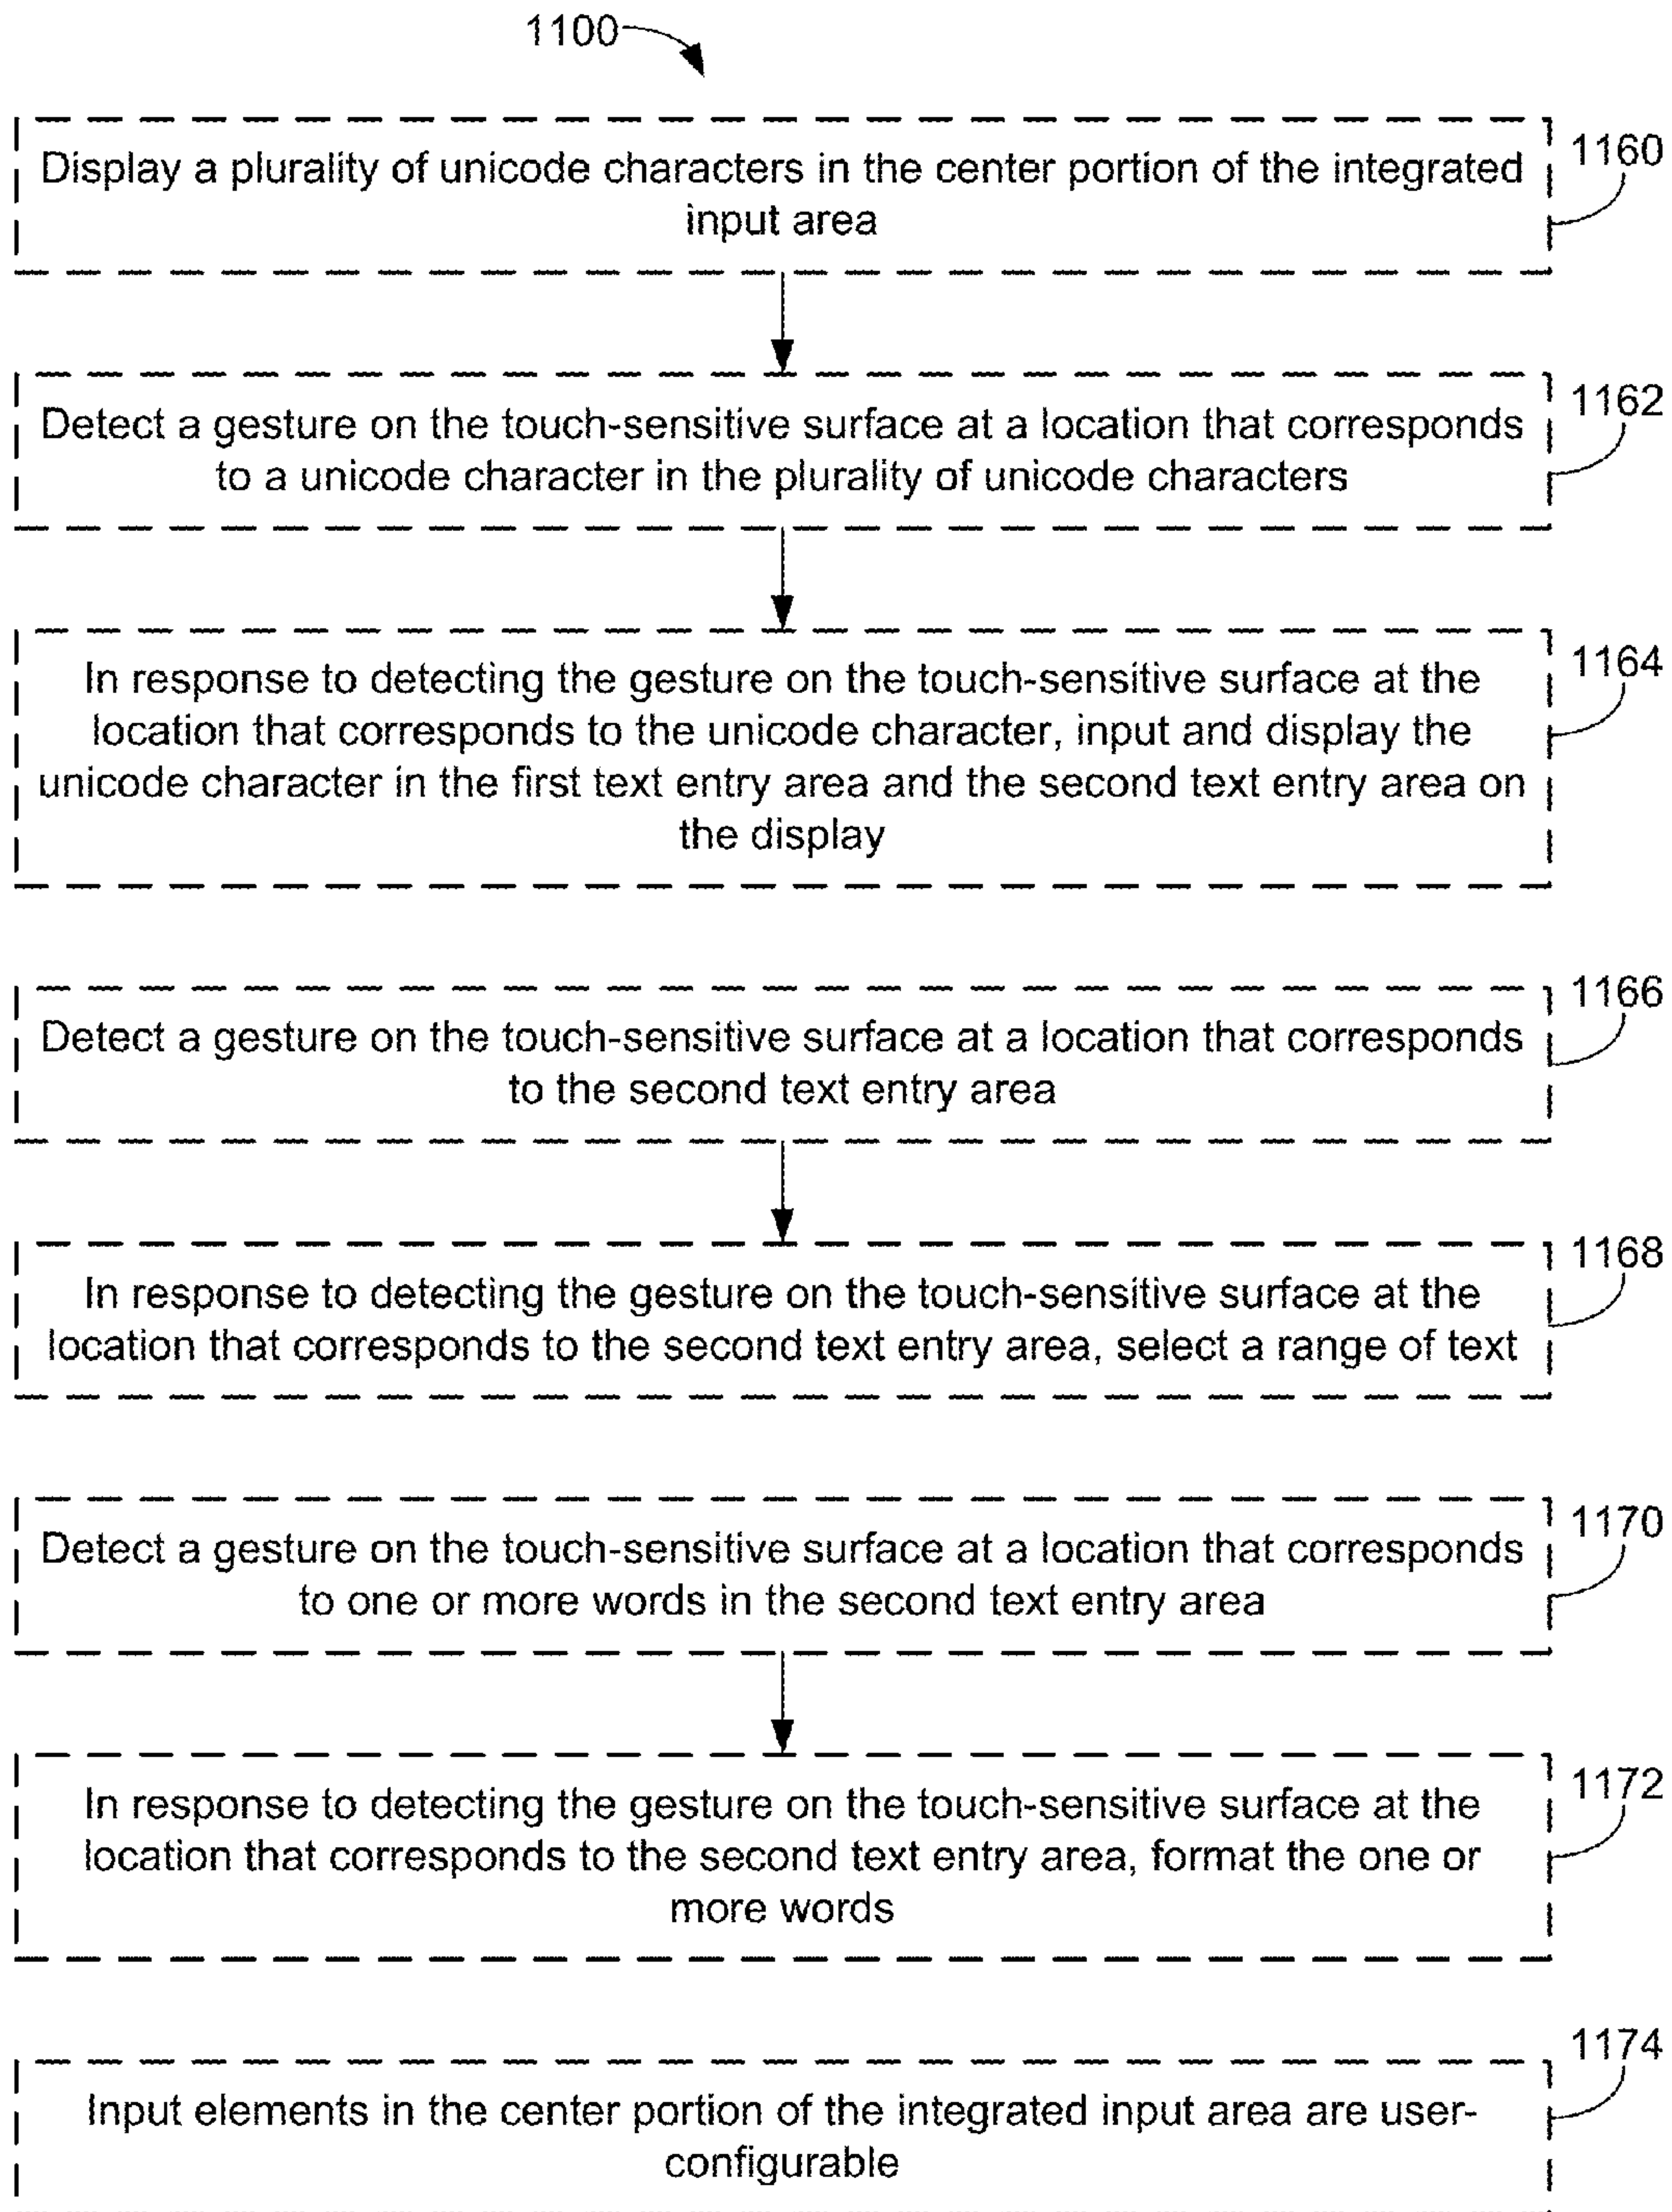 1100
Display a plurality of unicode characters in the center portion of the integrated
input area
1160
Detect a gesture on the touch-sensitive surface at a location that corresponds
to a unicode character in the plurality of unicode characters
1162
In response to detecting the gesture on the touch-sensitive surface at the
location that corresponds to the unicode character, input and display the
unicode character in the first text entry area and the second text entry area on
the display
1164
Detect a gesture on the touch-sensitive surface at a location that corresponds
to the second text entry area
1166
In response to detecting the gesture on the touch-sensitive surface at the
location that corresponds to the second text entry area, select a range of text
1168
Detect a gesture on the touch-sensitive surface at a location that corresponds
to one or more words in the second text entry area
1170
In response to detecting the gesture on the touch-sensitive surface at the
location that corresponds to the second text entry area, format the one or
more words
1172
Input elements in the center portion of the integrated input area are user-
configurable
1174